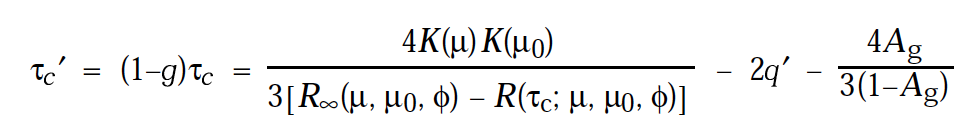 τc′ = (1–g)τc = 4K(μ)K(μ0) / 3[R∞(μ, μ0, ϕ) – R(τc; μ, μ0, ϕ)] – 2q′ – 4Ag / 3(1–Ag)